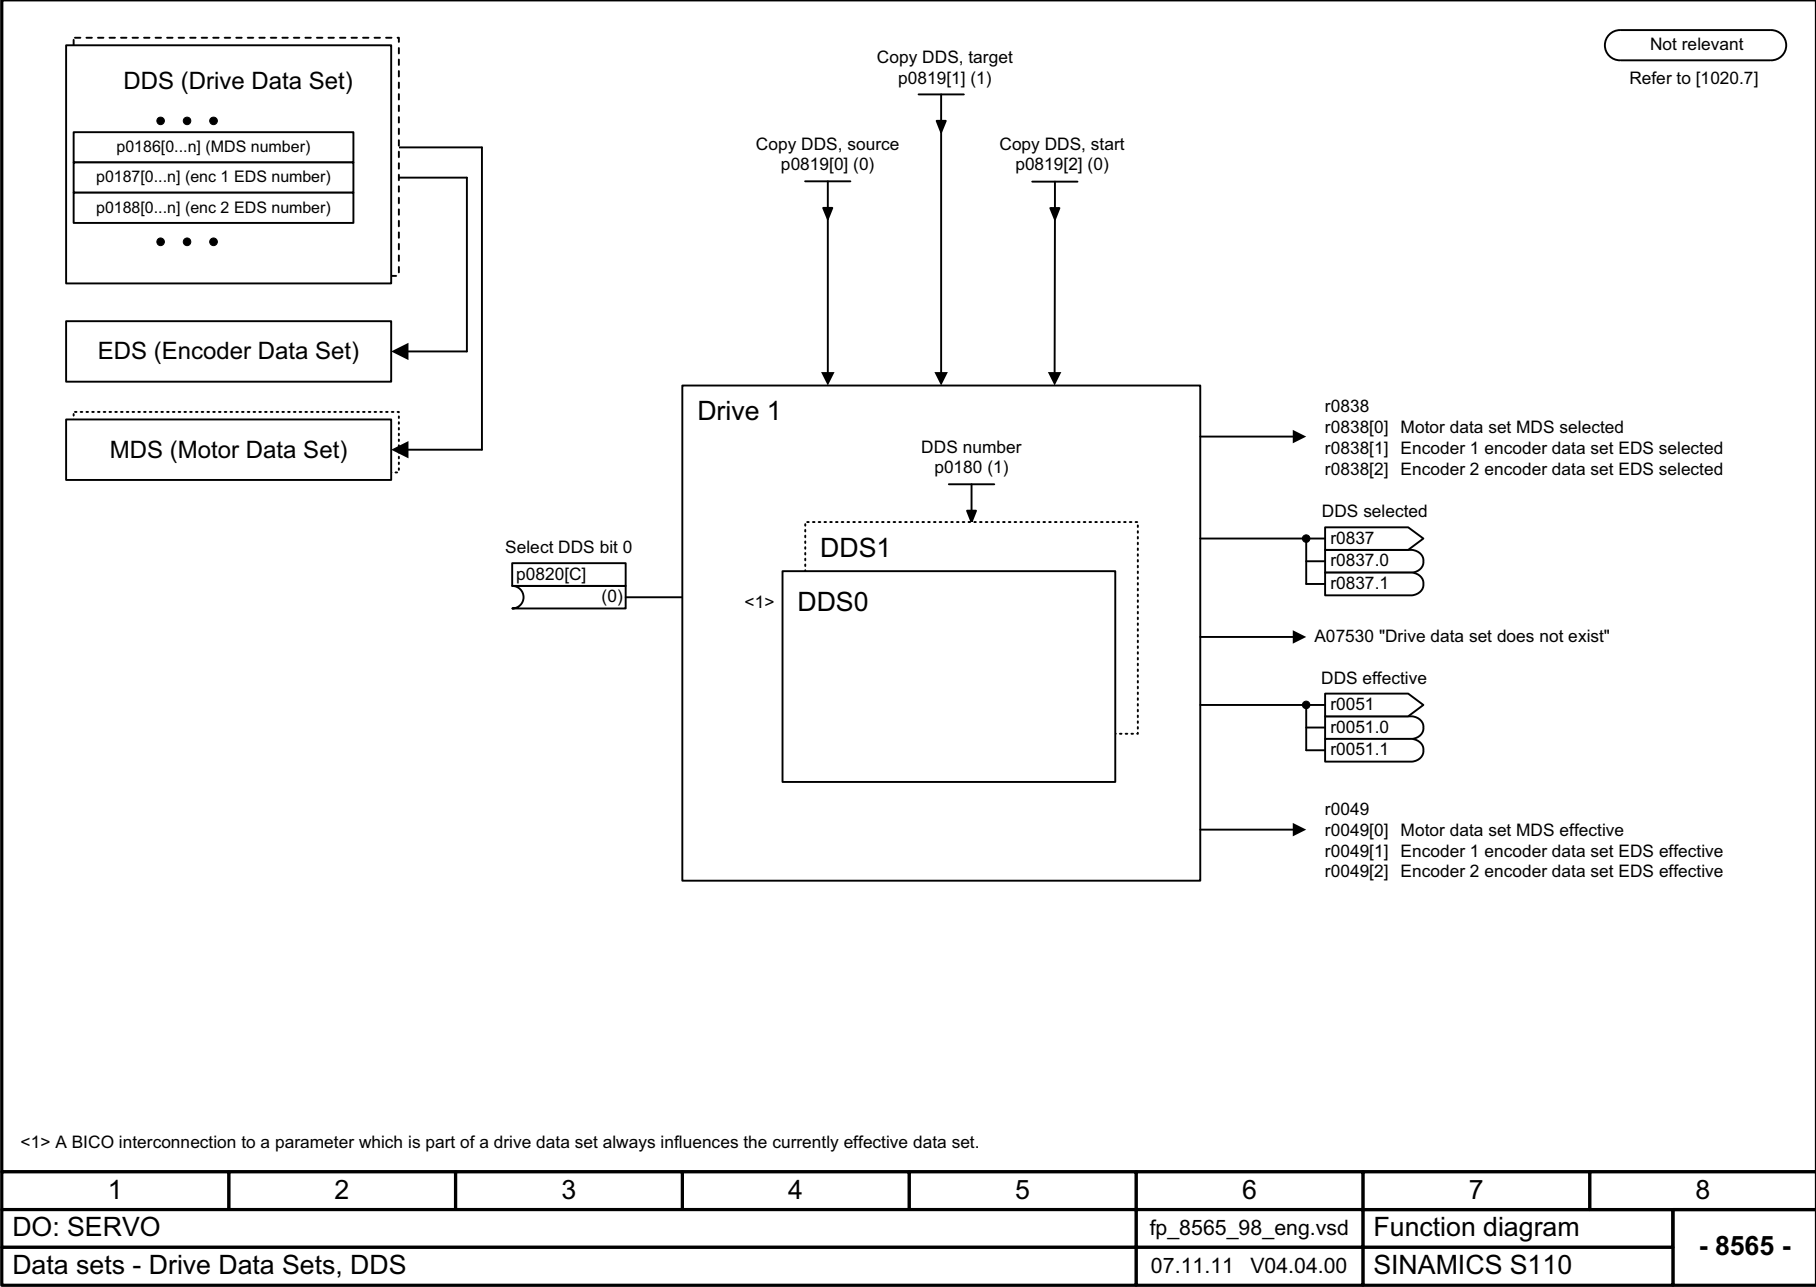 DDS (Drive Data Set)
p0186[0...n] (MDS number)
p0187[0...n] (enc 1 EDS number)
p0188[0...n] (enc 2 EDS number)
EDS (Encoder Data Set)
MDS (Motor Data Set)
Copy DDS, target
p0819[1] (1)
Copy DDS, source
p0819[0] (0)
Copy DDS, start
p0819[2] (0)
Not relevant
Refer to [1020.7]
Drive 1
DDS number
p0180 (1)
DDS1
<1>
DDS0
Select DDS bit 0
p0820[C]
(0)
r0838
r0838[0] Motor data set MDS selected
r0838[1] Encoder 1 encoder data set EDS selected
r0838[2] Encoder 2 encoder data set EDS selected
DDS selected
r0837
r0837.0
r0837.1
A07530 "Drive data set does not exist"
DDS effective
r0051
r0051.0
r0051.1
r0049
r0049[0] Motor data set MDS effective
r0049[1] Encoder 1 encoder data set EDS effective
r0049[2] Encoder 2 encoder data set EDS effective
<1> A BICO interconnection to a parameter which is part of a drive data set always influences the currently effective data set.
1 2 3 4 5 6 7 8
DO: SERVO
fp_8565_98_eng.vsd
Function diagram
- 8565 -
Data sets - Drive Data Sets, DDS
07.11.11 V04.04.00
SINAMICS S110